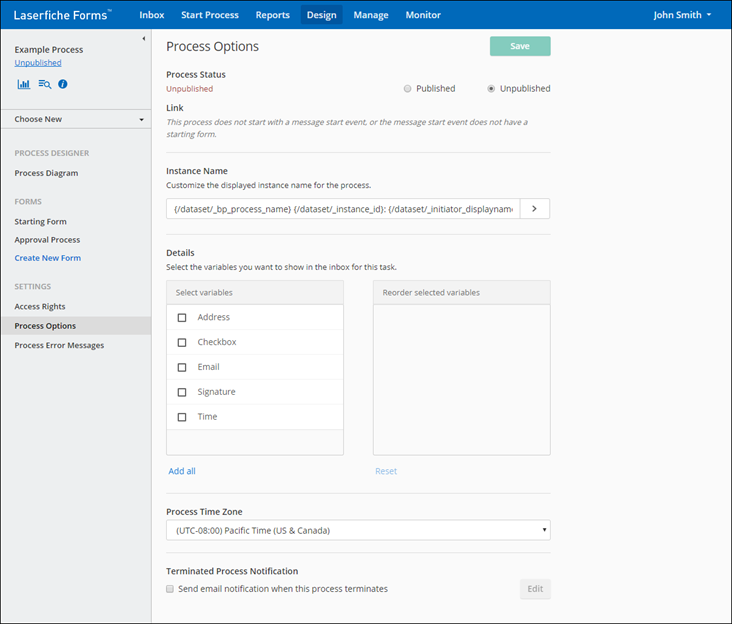 Laserfiche Forms™ Inbox Start Process Reports Design Manage Monitor John Smith
Example Process
Unpublished
Choose New
PROCESS DESIGNER
Process Diagram
FORMS
Starting Form
Approval Process
Create New Form
SETTINGS
Access Rights
Process Options
Process Error Messages
Process Options
Save
Process Status
Unpublished
Published
Unpublished
Link
This process does not start with a message start event, or the message start event does not have a
starting form.
Instance Name
Customize the displayed instance name for the process.
{/dataset/_bp_process_name} {/dataset/_instance_id}: {/dataset/_initiator_displayname
Details
Select the variables you want to show in the inbox for this task.
Select variables
Address
Checkbox
Email
Signature
Time
Add all
Reorder selected variables
Reset
Process Time Zone
(UTC-08:00) Pacific Time (US & Canada)
Terminated Process Notification
Send email notification when this process terminates
Edit